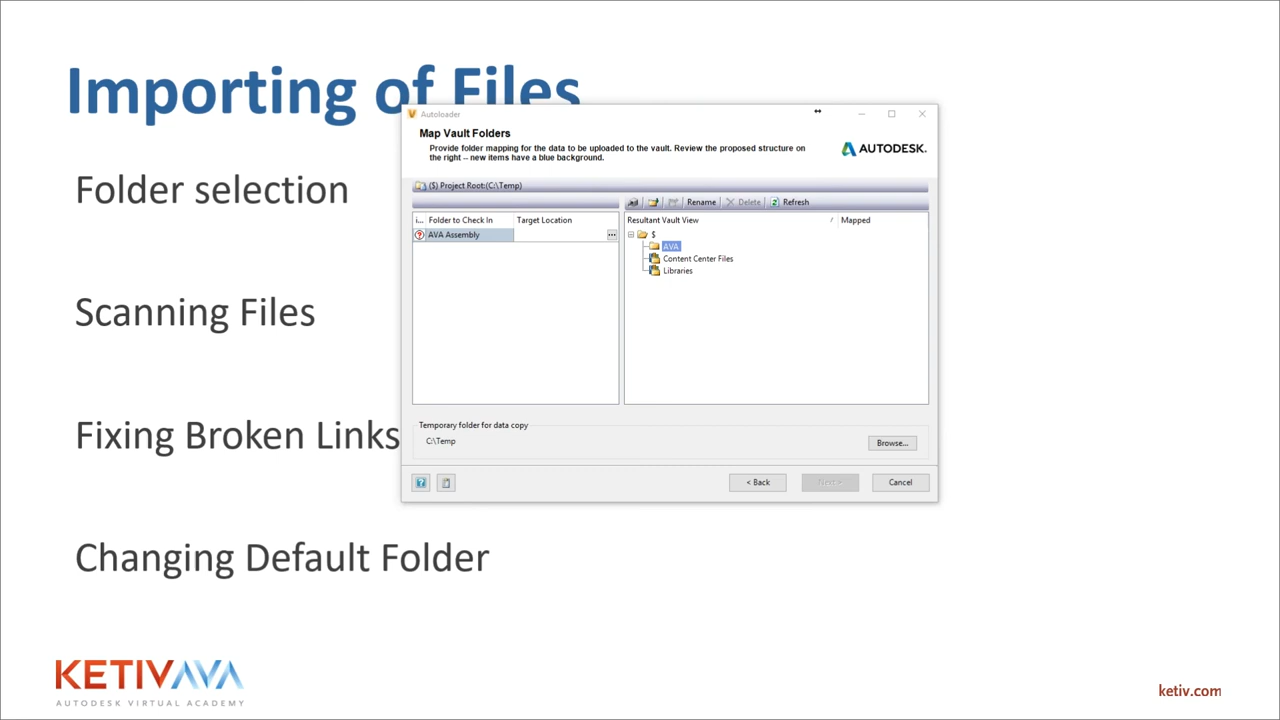 Importing of Files
Autoloader
Map Vault Folders
Provide folder mapping for the data to be uploaded to the vault. Review the proposed structure on
the right -- new items have a blue background.
AUTODESK.
Folder selection
($) Project Root:(C:\Temp)
Rename Delete Refresh
i... Folder to Check In Target Location
Resultant Vault View / Mapped
AVA Assembly ...
$
AVA
Content Center Files
Libraries
Scanning Files
Temporary folder for data copy
C:\Temp
Browse...
Fixing Broken Links
< Back Next > Cancel
Changing Default Folder
KETIVAVA
AUTODESK VIRTUAL ACADEMY
ketiv.com